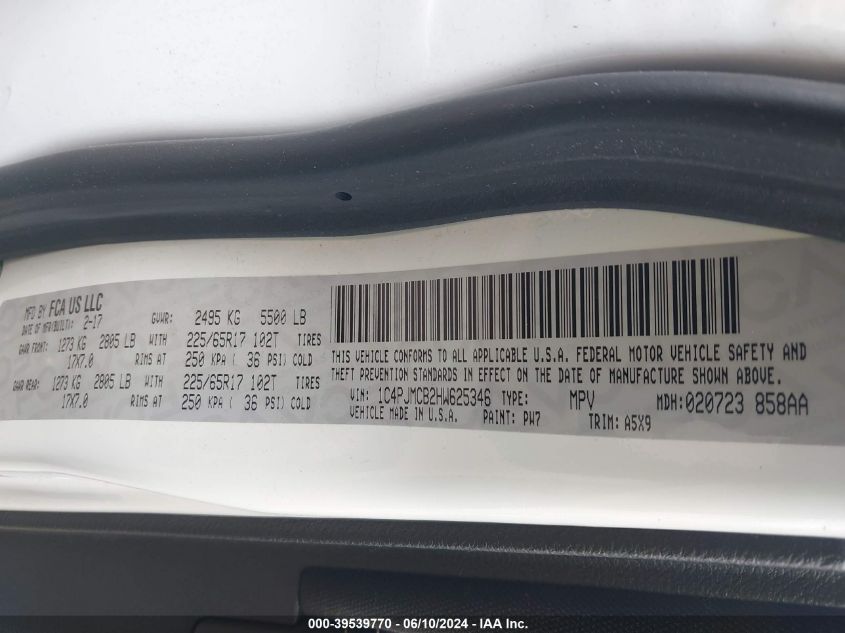 MFD BY FCA US LLC
DATE OF MFR(BUILT): 2-17 GVWR: 2495 KG 5500 LB
GAWR FRONT: 1273 KG 2805 LB WITH 225/65R17 102T TIRES
17X7.0 RIMS AT 250 KPA ( 36 PSI) COLD
GAWR REAR: 1273 KG 2805 LB WITH 225/65R17 102T TIRES
17X7.0 RIMS AT 250 KPA ( 36 PSI) COLD
THIS VEHICLE CONFORMS TO ALL APPLICABLE U.S.A. FEDERAL MOTOR VEHICLE SAFETY AND
THEFT PREVENTION STANDARDS IN EFFECT ON THE DATE OF MANUFACTURE SHOWN ABOVE.
VIN: 1C4PJMCB2HW625346 TYPE: MPV MDH: 020723 858AA
VEHICLE MADE IN U.S.A. PAINT: PW7 TRIM: A5X9
000-39539770 - 06/10/2024 - IAA Inc.